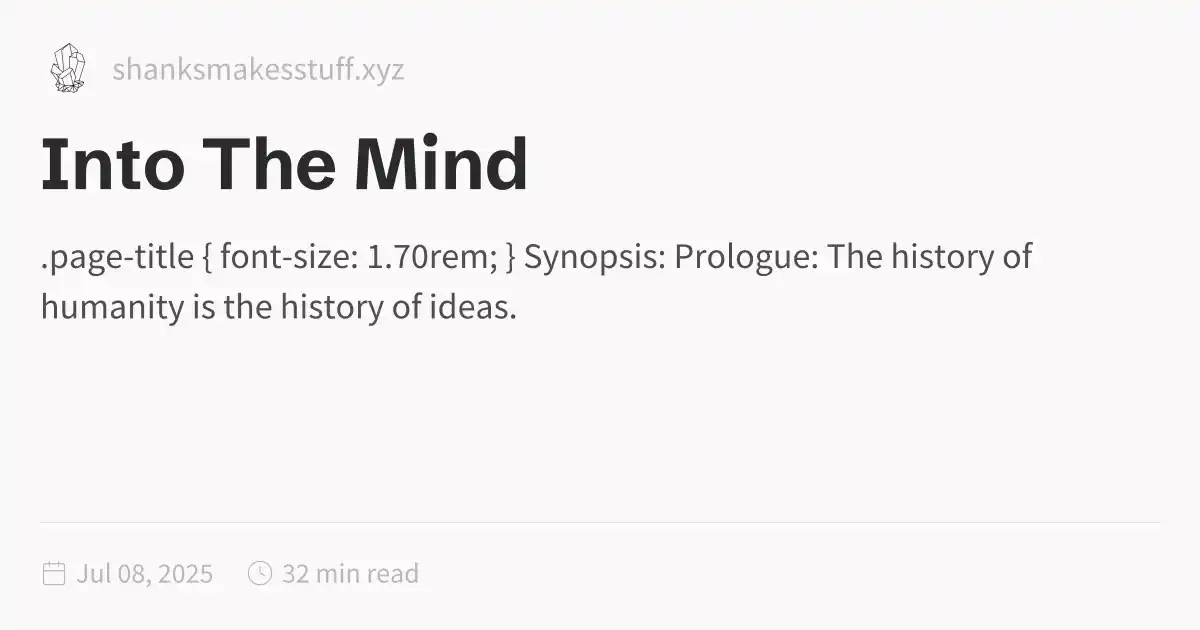 shanksmakesstuff.xyz
Into The Mind
.page-title { font-size: 1.70rem; } Synopsis: Prologue: The history of
humanity is the history of ideas.
Jul 08, 2025 32 min read